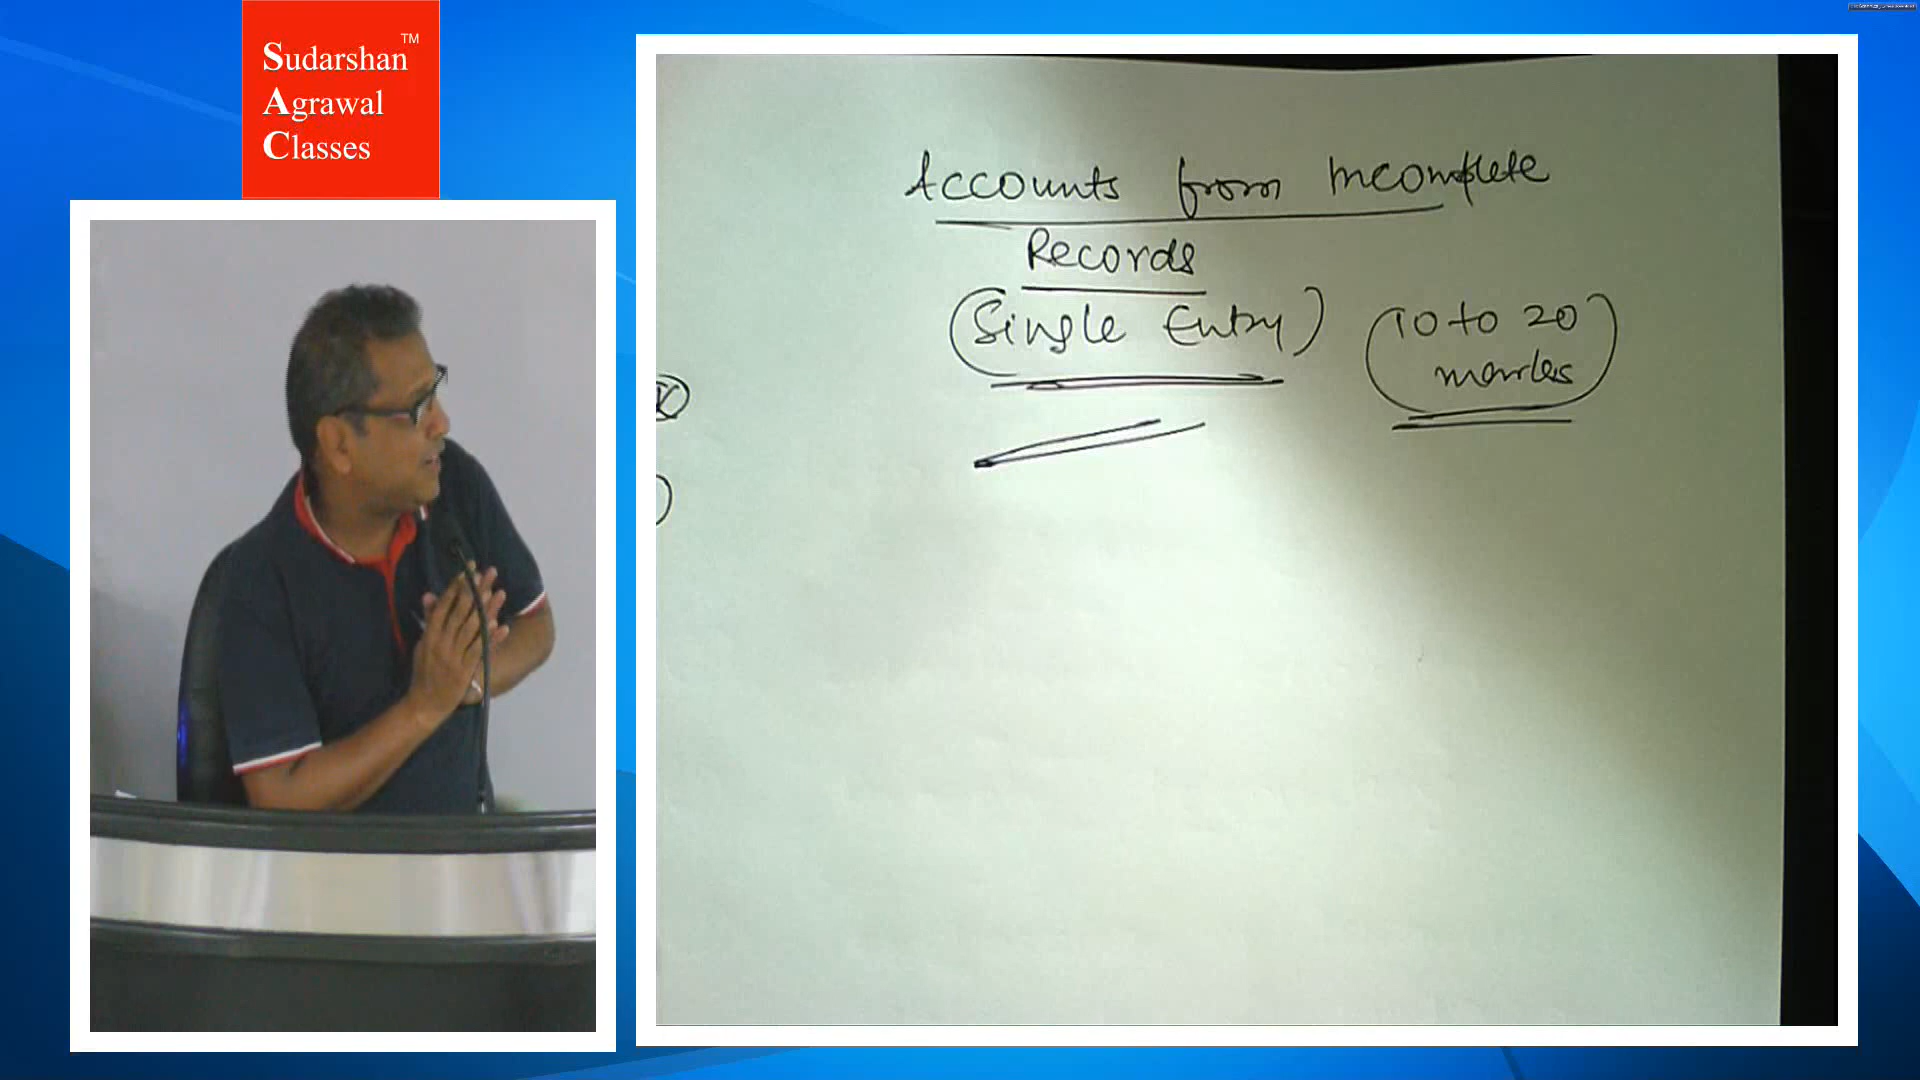 Sudarshan™
Agrawal
Classes
Accounts from Incomplete
Records
(Single Entry)
(10 to 20
marks)